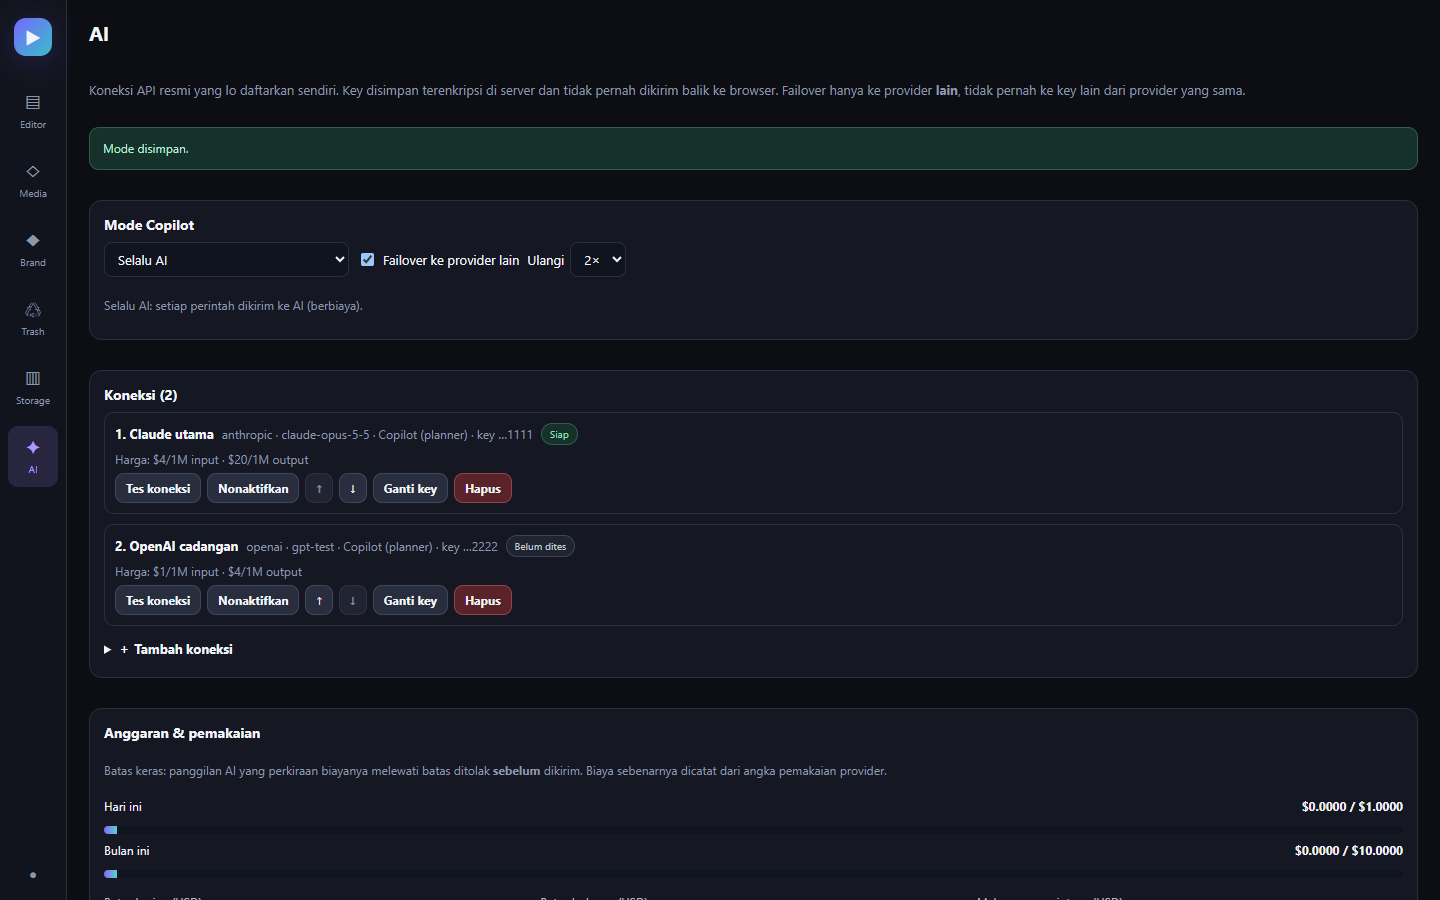 AI
Koneksi API resmi yang lo daftarkan sendiri. Key disimpan terenkripsi di server dan tidak pernah dikirim balik ke browser. Failover hanya ke provider lain, tidak pernah ke key lain dari provider yang sama.
Editor
Media
Brand
Trash
Storage
AI
Mode disimpan.
Mode Copilot
Selalu AI Failover ke provider lain Ulangi 2×
Selalu AI: setiap perintah dikirim ke AI (berbiaya).
Koneksi (2)
1. Claude utama anthropic · claude-opus-5-5 · Copilot (planner) · key …1111 Siap
Harga: $4/1M input · $20/1M output
Tes koneksi Nonaktifkan ↑ ↓ Ganti key Hapus
2. OpenAI cadangan openai · gpt-test · Copilot (planner) · key …2222 Belum dites
Harga: $1/1M input · $4/1M output
Tes koneksi Nonaktifkan ↑ ↓ Ganti key Hapus
+ Tambah koneksi
Anggaran & pemakaian
Batas keras: panggilan AI yang perkiraan biayanya melewati batas ditolak sebelum dikirim. Biaya sebenarnya dicatat dari angka pemakaian provider.
Hari ini $0.0000 / $1.0000
Bulan ini $0.0000 / $10.0000